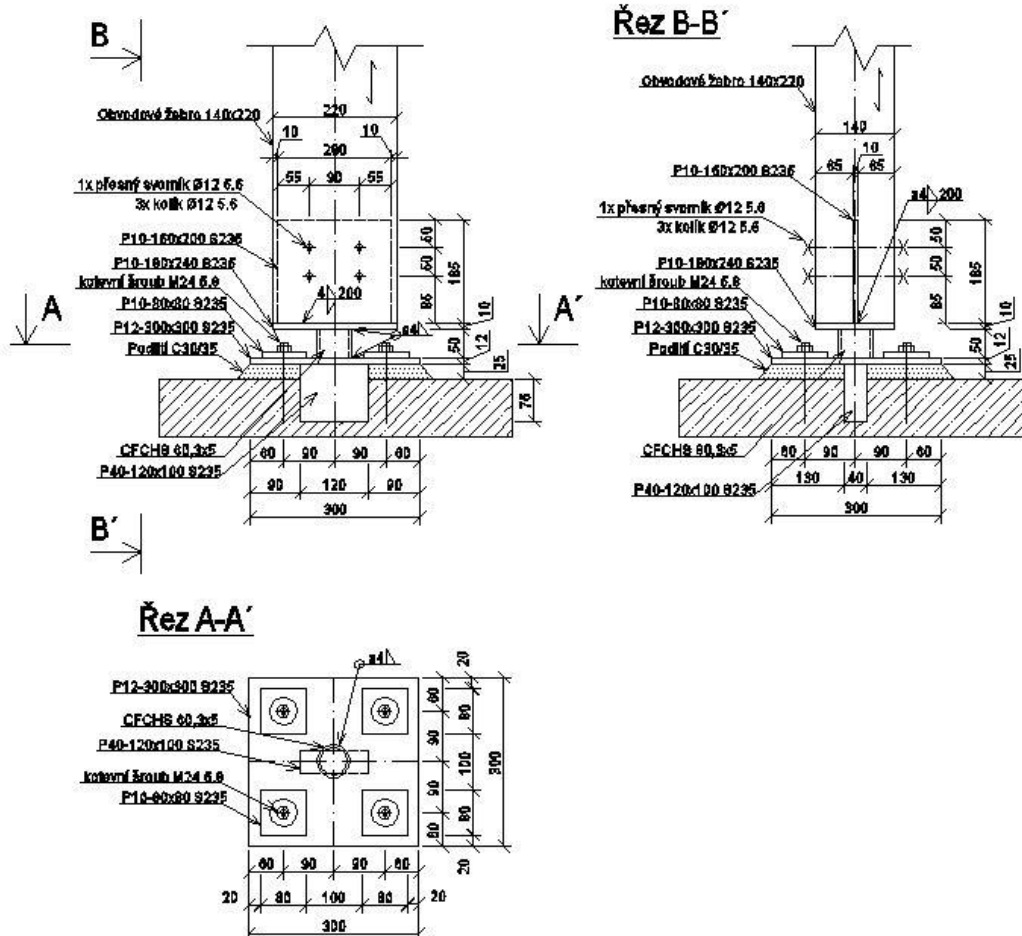 B
Řez B-B´
Obvodové žebro 140x220
220
10
10
200
55
90
55
1x přesný svorník Ø12 5.6
3x kolík Ø12 5.6
P10-160x200 S235
P10-180x240 S235
kotevní šroub M24 5.8
4 200
P10-80x80 S235
P12-300x300 S235
Podlití C30/35
a4
50
50
85
185
10
50
12
25
75
A
CFCHS 60,3x5
P40-120x100 S235
60
90
90
60
90
120
90
300
B´
Obvodové žebro 140x220
140
10
65
65
P10-160x200 S235
a4 200
1x přesný svorník Ø12 5.6
3x kolík Ø12 5.6
P10-180x240 S235
kotevní šroub M24 5.8
P10-80x80 S235
P12-300x300 S235
Podlití C30/35
50
50
85
185
10
50
12
25
A´
CFCHS 60,3x5
P40-120x100 S235
60
90
90
60
130
40
130
300
Řez A-A´
a4
P12-300x300 S235
CFCHS 60,3x5
P40-120x100 S235
kotevní šroub M24 5.8
P10-80x80 S235
20
60
80
90
100
300
90
80
60
20
60
90
90
60
20
80
100
80
20
300